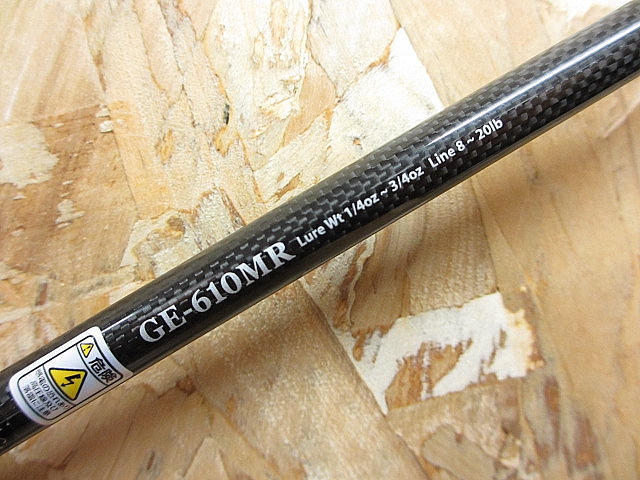 GE-610MR Lure Wt 1/4oz ~ 3/4oz Line 8 ~ 20lb
危険